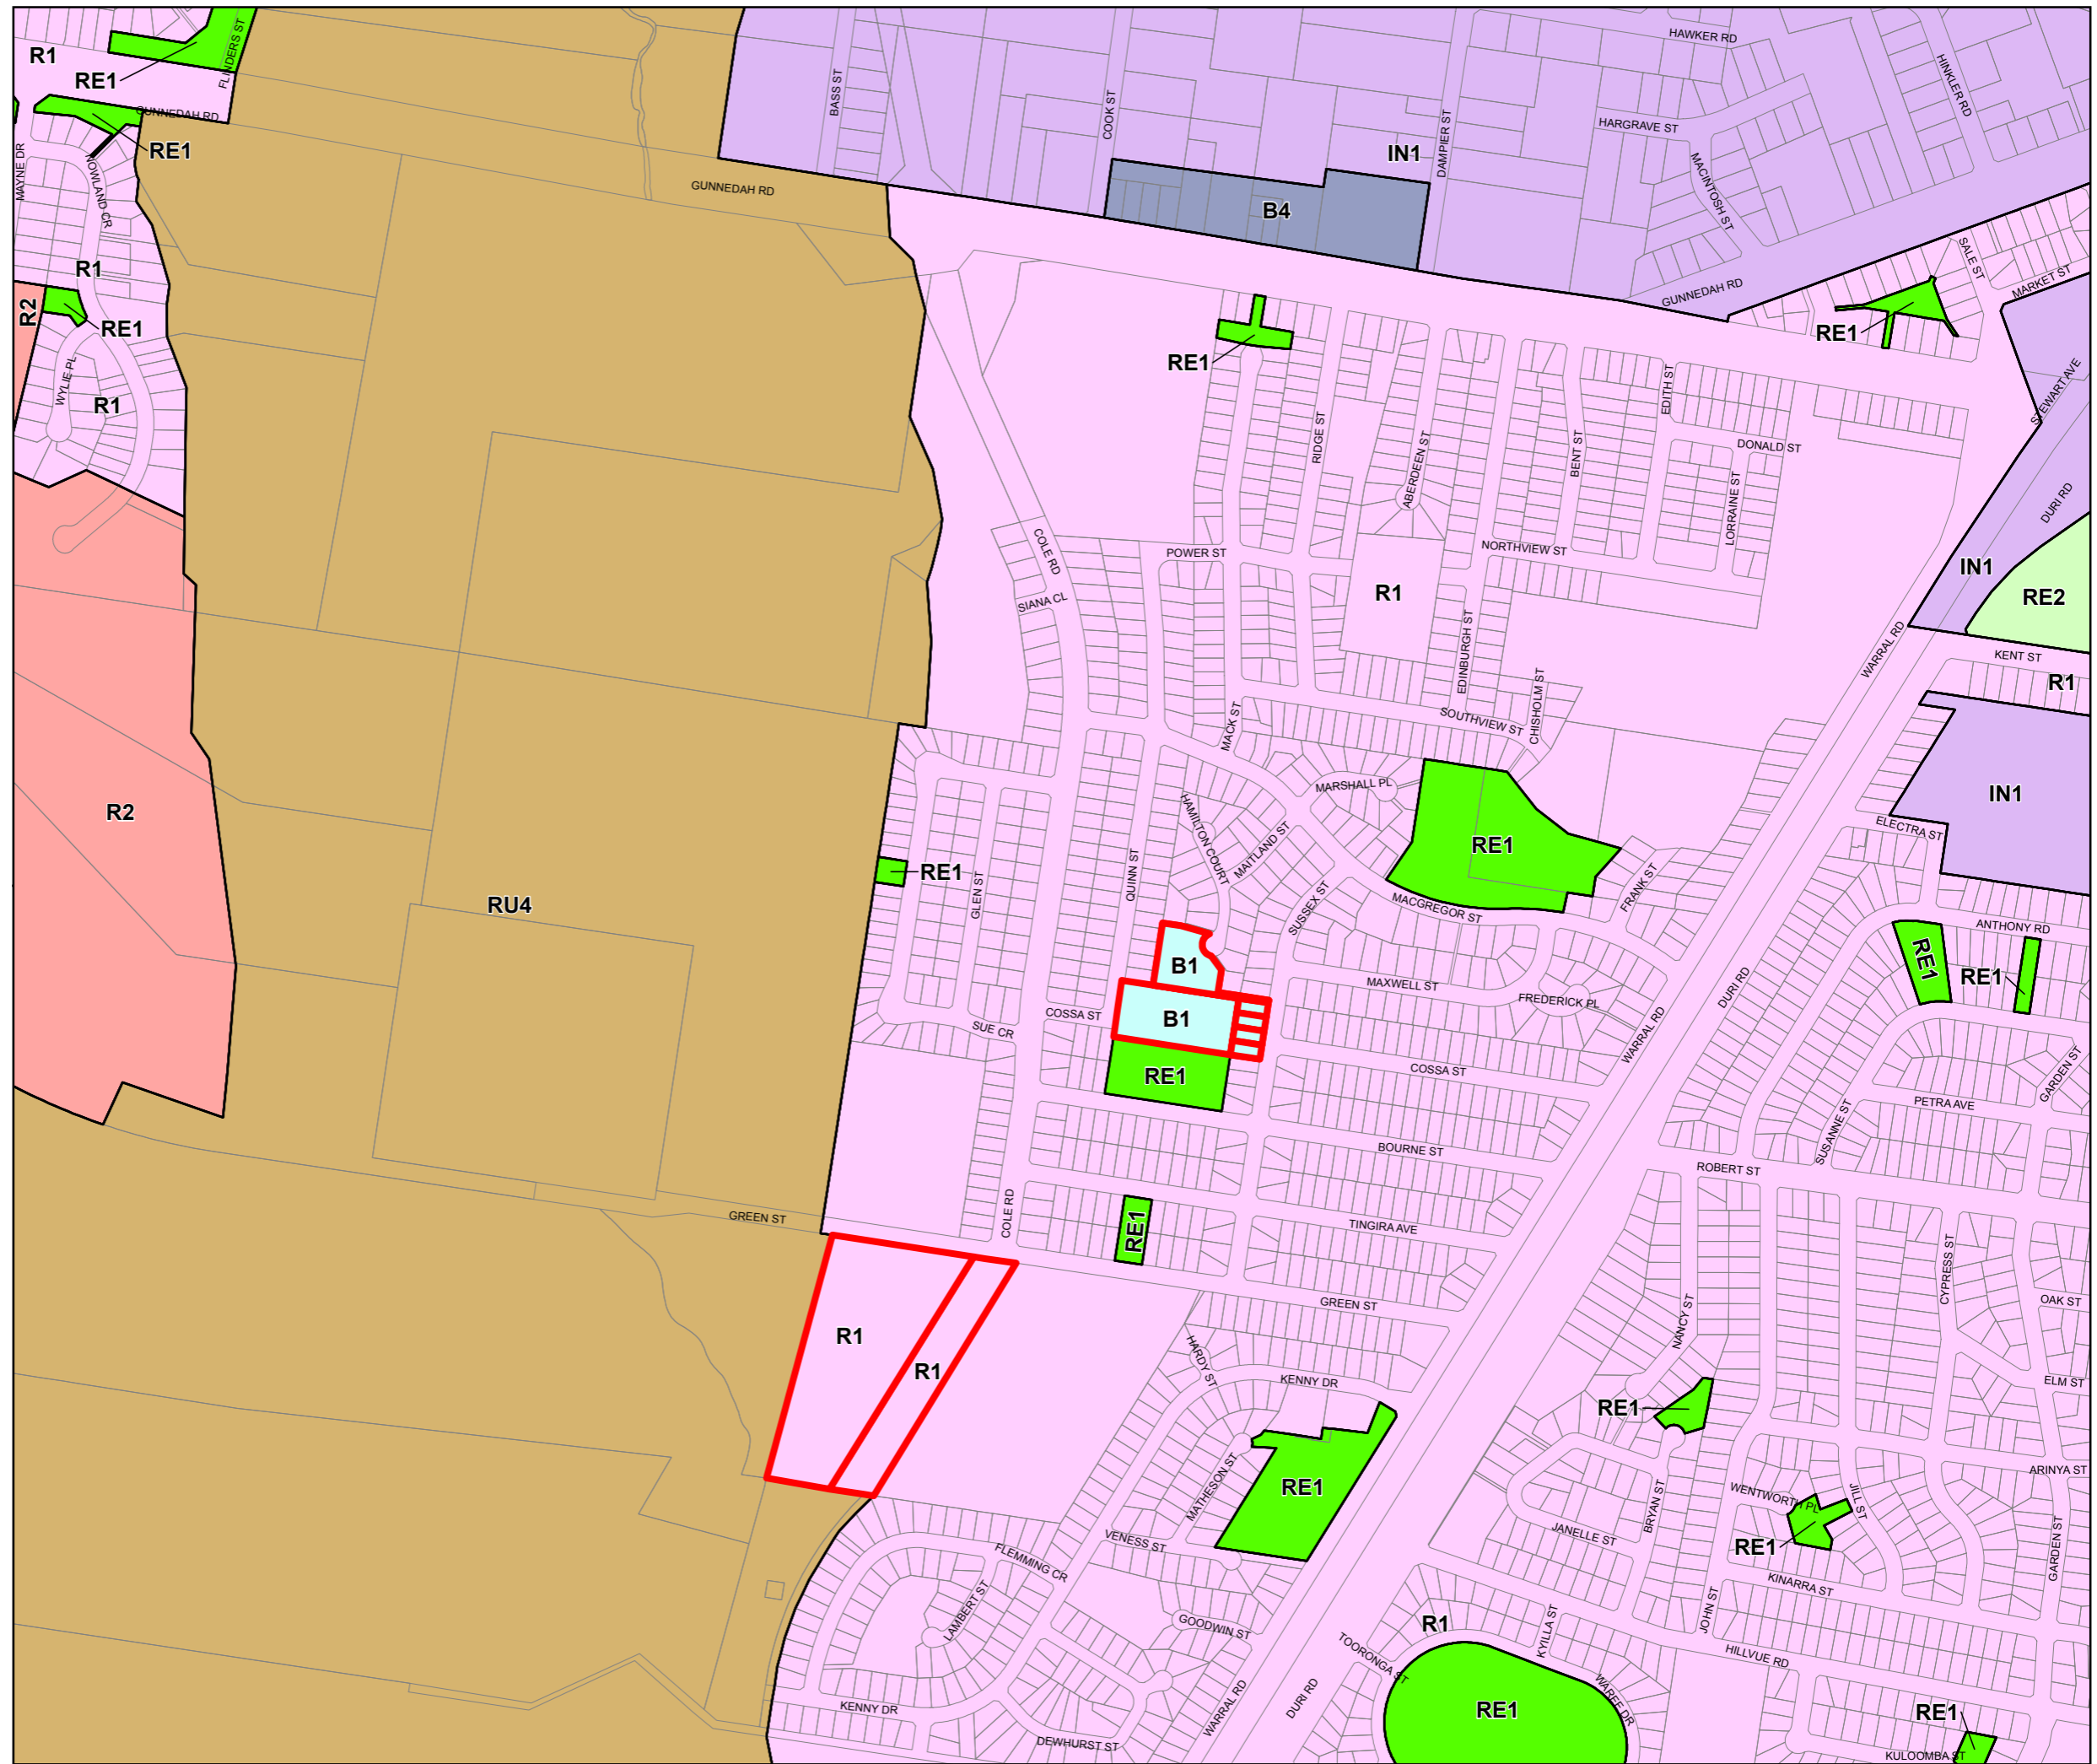 HAWKER RD
FLINDERS ST
R1
RE1
BASS ST
COOK ST
HINKLER RD
GUNNEDAH RD
HARGRAVE ST
DAMPIER ST
IN1
RE1
MAYNE DR
NOWLAND CR
GUNNEDAH RD
MACINTOSH ST
B4
R1
SALE ST
MARKET ST
GUNNEDAH RD
R2
RE1
RE1
RE1
STEWART AVE
WYLIE PL
R1
EDITH ST
RIDGE ST
DONALD ST
BENT ST
ABERDEEN ST
LORRAINE ST
DURI RD
COLE RD
POWER ST
NORTHVIEW ST
IN1
R1
RE2
SIANA CL
EDINBURGH ST
WARRAL RD
KENT ST
R1
CHISHOLM ST
MACK ST
SOUTHVIEW ST
MARSHALL PL
IN1
R2
HAMILTON COURT
MAITLAND ST
ELECTRA ST
RE1
RE1
QUINN ST
GLEN ST
FRANK ST
RU4
SUSSEX ST
MACGREGOR ST
ANTHONY RD
B1
RE1
RE1
MAXWELL ST
DURI RD
FREDERICK PL
B1
COSSA ST
SUE CR
WARRAL RD
RE1
COSSA ST
GARDEN ST
PETRA AVE
SUSANNE ST
BOURNE ST
ROBERT ST
COLE RD
GREEN ST
RE1
TINGIRA AVE
CYPRESS ST
GREEN ST
OAK ST
NANCY ST
R1
HARDY ST
R1
KENNY DR
ELM ST
RE1
ARINYA ST
MATHESON ST
RE1
WENTWORTH PL
JILL ST
BRYAN ST
VENESS ST
JANELLE ST
RE1
GARDEN ST
FLEMMING CR
KINARRA ST
LAMBERT ST
JOHN ST
GOODWIN ST
R1
KYILLA ST
HILLVUE RD
TOORONGA ST
WAREE DR
KENNY DR
WARRAL RD
DURI RD
RE1
RE1
DEWHURST ST
KULOOMBA ST